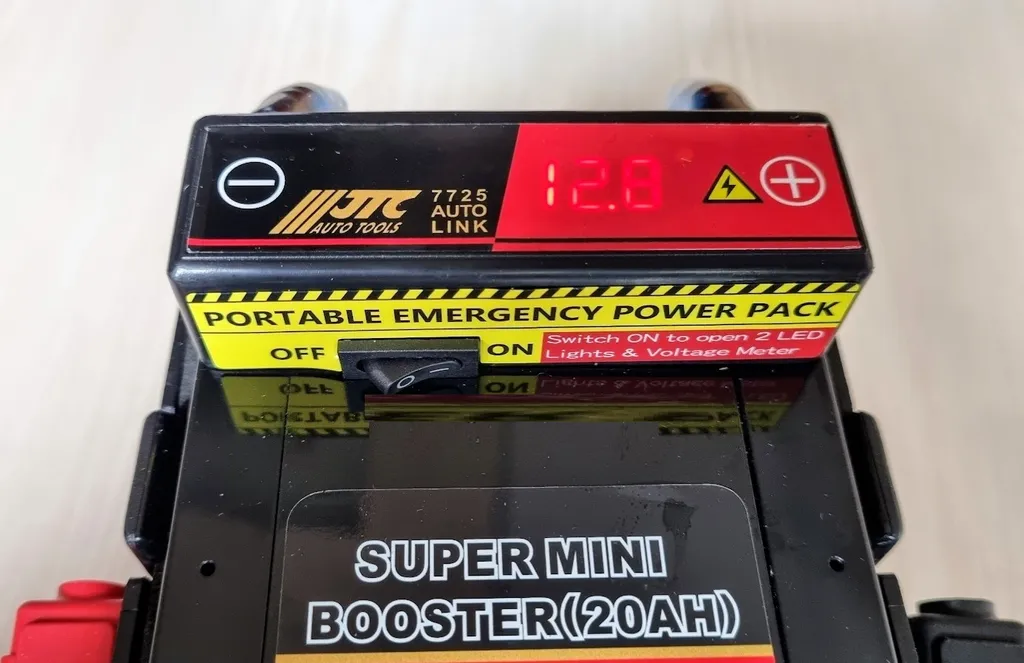 JTC
AUTO TOOLS
7725
AUTO
LINK
12.8
PORTABLE EMERGENCY POWER PACK
OFF
ON
Switch ON to open 2 LED
Lights & Voltage Meter
SUPER MINI
BOOSTER(20AH)